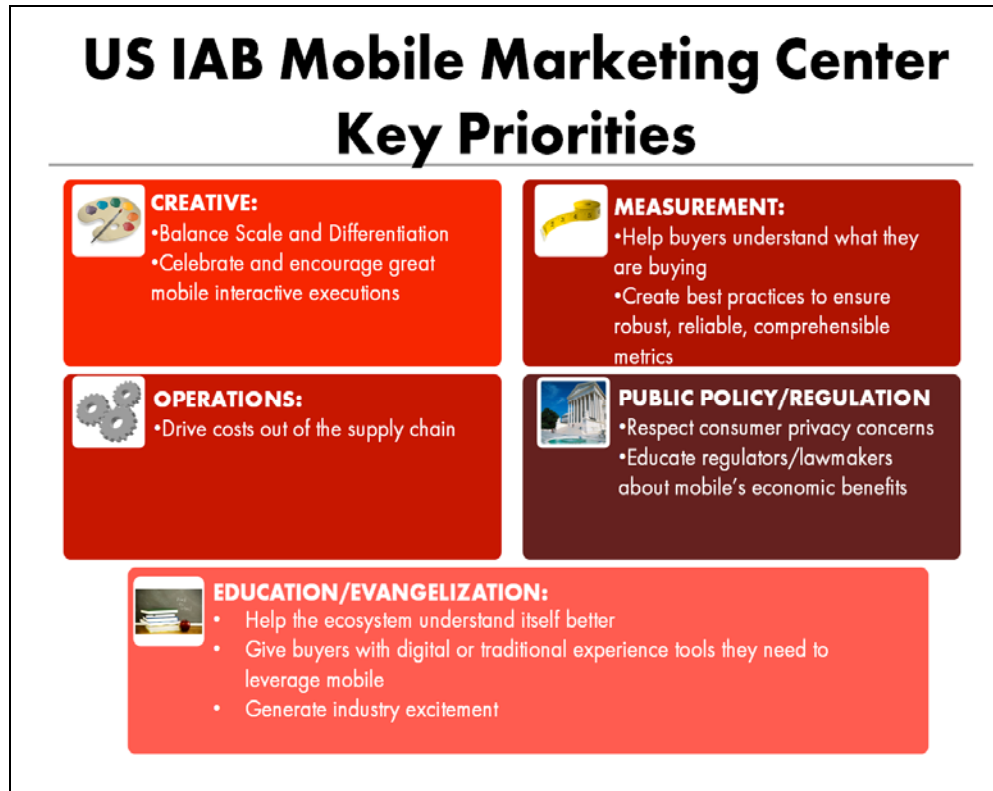 US IAB Mobile Marketing Center
Key Priorities
CREATIVE:
•Balance Scale and Differentiation
•Celebrate and encourage great
mobile interactive executions
MEASUREMENT:
•Help buyers understand what they
are buying
•Create best practices to ensure
robust, reliable, comprehensible
metrics
OPERATIONS:
•Drive costs out of the supply chain
PUBLIC POLICY/REGULATION
•Respect consumer privacy concerns
•Educate regulators/lawmakers
about mobile’s economic benefits
EDUCATION/EVANGELIZATION:
• Help the ecosystem understand itself better
• Give buyers with digital or traditional experience tools they need to
leverage mobile
• Generate industry excitement